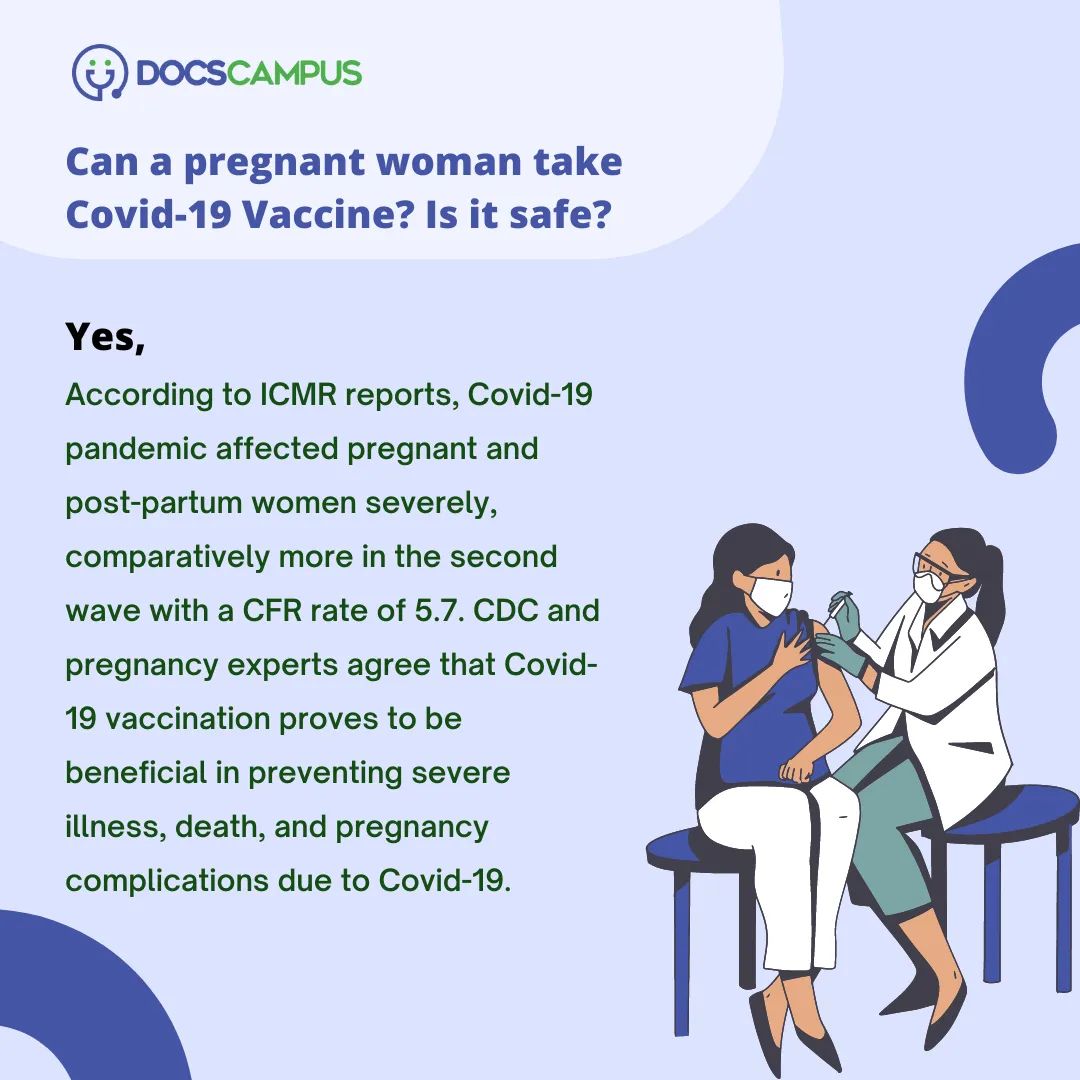 DOCSCAMPUS
Can a pregnant woman take
Covid-19 Vaccine? Is it safe?
Yes,
According to ICMR reports, Covid-19
pandemic affected pregnant and
post-partum women severely,
comparatively more in the second
wave with a CFR rate of 5.7. CDC and
pregnancy experts agree that Covid-
19 vaccination proves to be
beneficial in preventing severe
illness, death, and pregnancy
complications due to Covid-19.